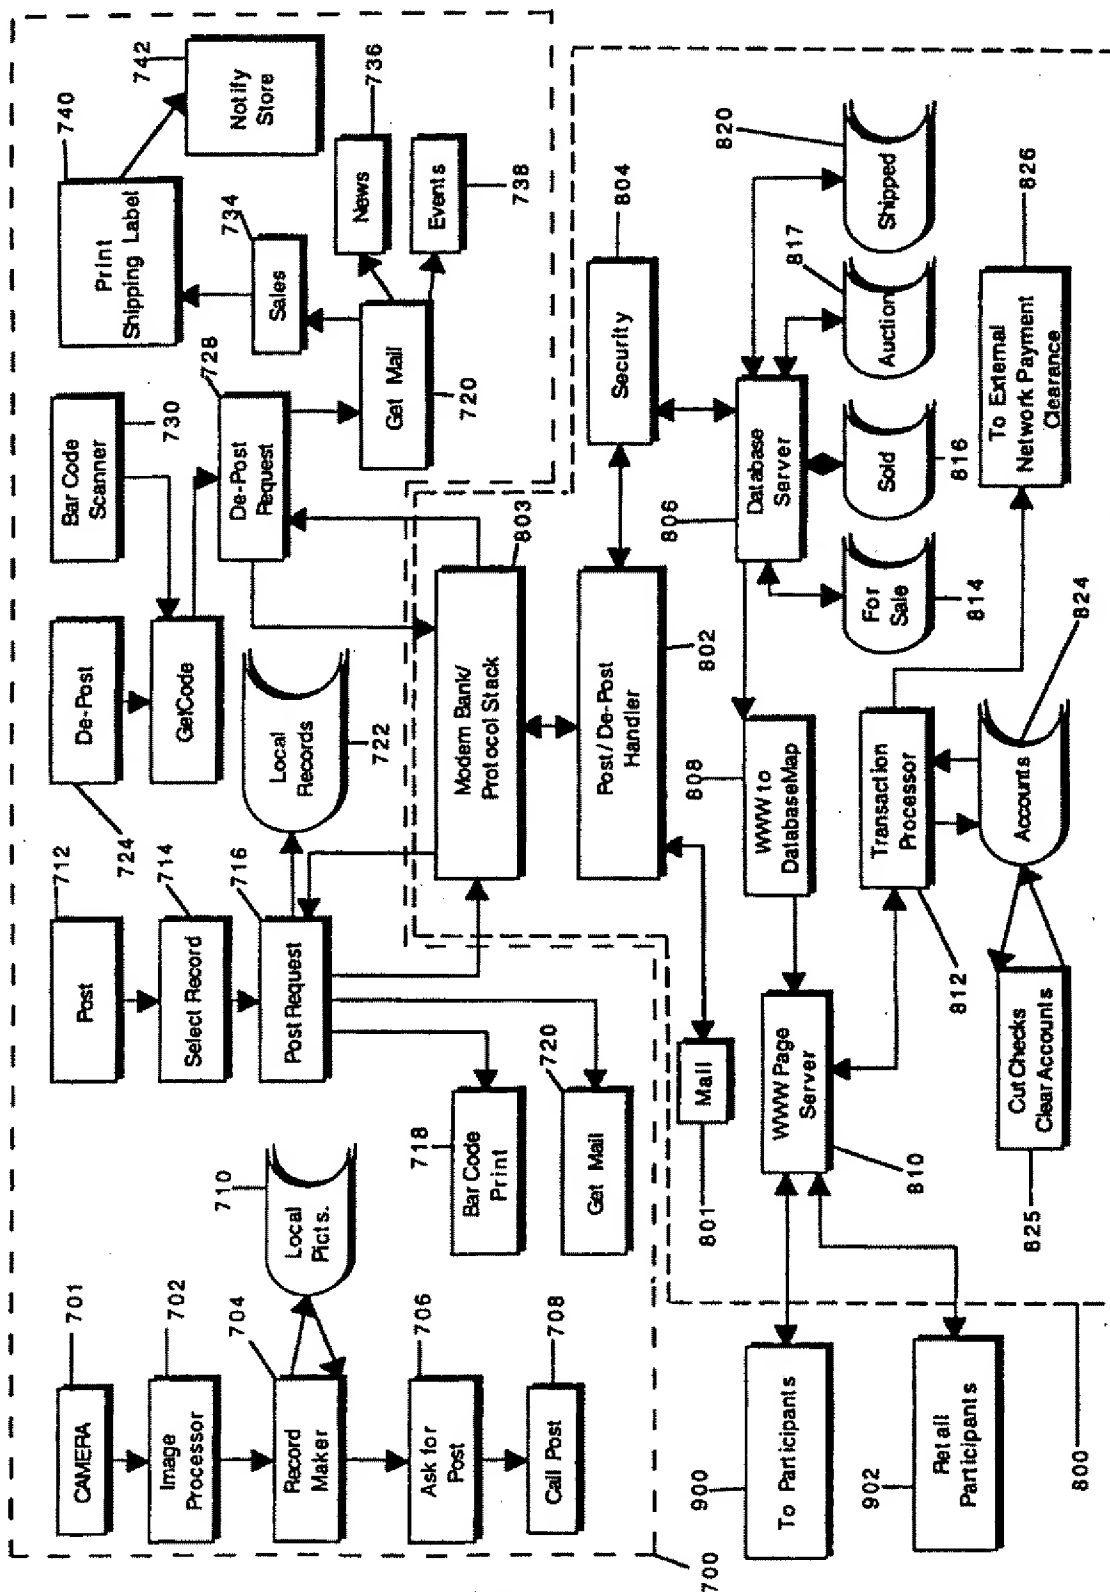 CAMERA
701
Image
Processor
702
Record
Maker
704
Ask for
Post
706
Call Post
708
Local
Picts.
710
Post
712
Select Record
714
Post Request
716
Bar Code
Print
718
Get Mail
720
Local
Records
722
De-Post
724
GetCode
Bar Code
Scanner
730
De-Post
Request
728
Get Mail
720
Sales
734
News
736
Events
738
Print
Shipping Label
740
Notify
Store
742
700
Modem Bank/
Protocol Stack
803
Post/De-Post
Handler
802
Mail
801
Security
804
Database
Server
806
WWW to
DatabaseMap
808
WWW Page
Server
810
Transaction
Processor
812
For
Sale
814
Sold
816
Auction
817
Shipped
820
Accounts
824
Cut Checks
Clear Accounts
825
To External
Network Payment
Clearance
826
To Participants
900
Retail
Participants
902
800